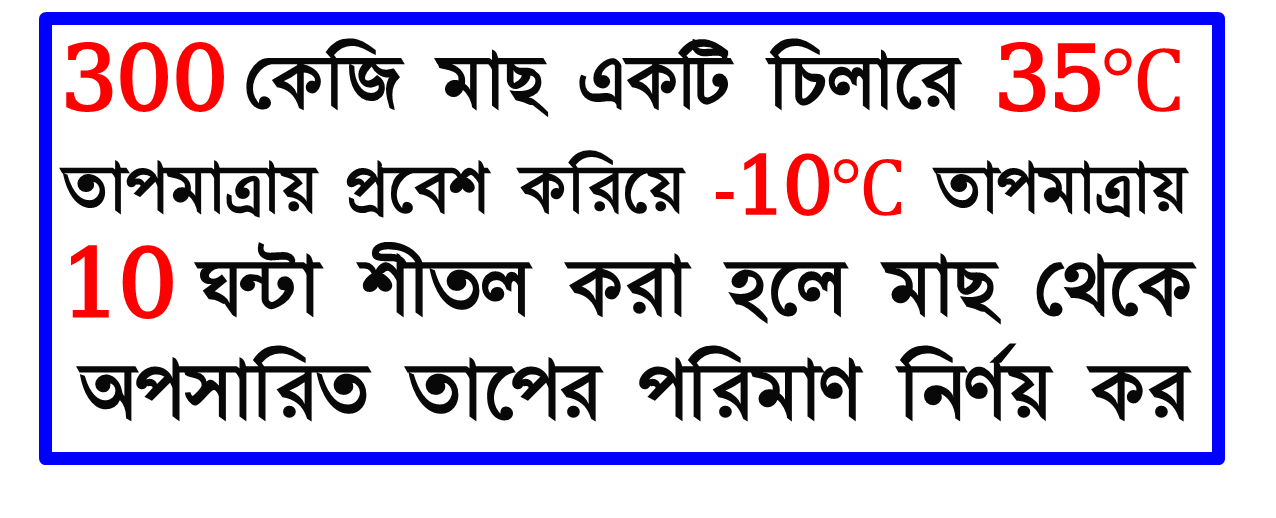 300 কেজি মাছ একটি চিলারে 35°C
তাপমাত্রায় প্রবেশ করিয়ে -10°C তাপমাত্রায়
10 ঘন্টা শীতল করা হলে মাছ থেকে
অপসারিত তাপের পরিমাণ নির্ণয় কর